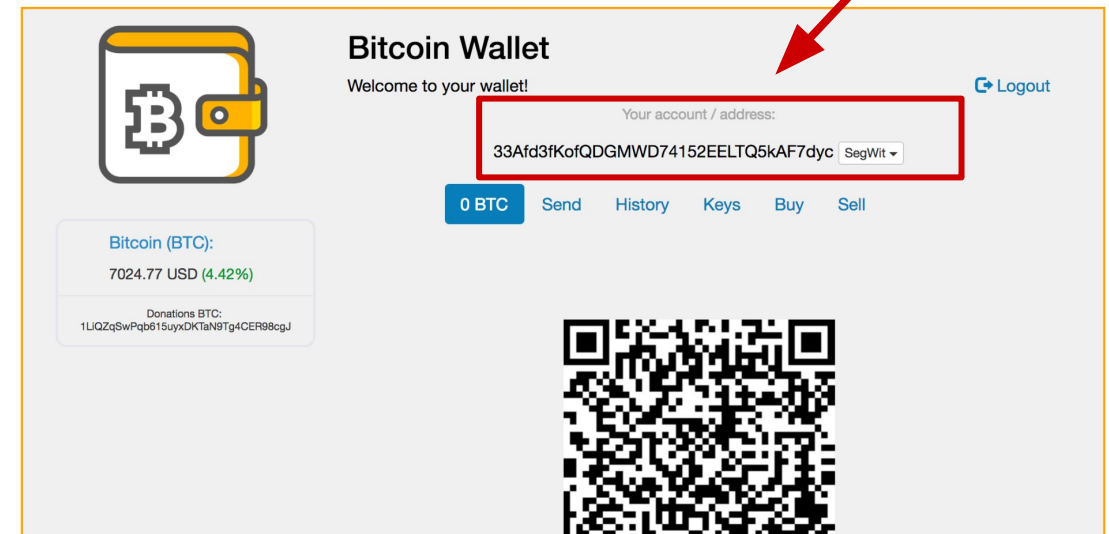 Bitcoin Wallet
Welcome to your wallet!
Logout
Your account / address:
33Afd3fKofQDGMWD74152EELTQ5kAF7dyc SegWit
0 BTC Send History Keys Buy Sell
Bitcoin (BTC):
7024.77 USD (4.42%)
Donations BTC:
1LiQZqSwPqb615uyxDKTaN9Tg4CER98cgJ